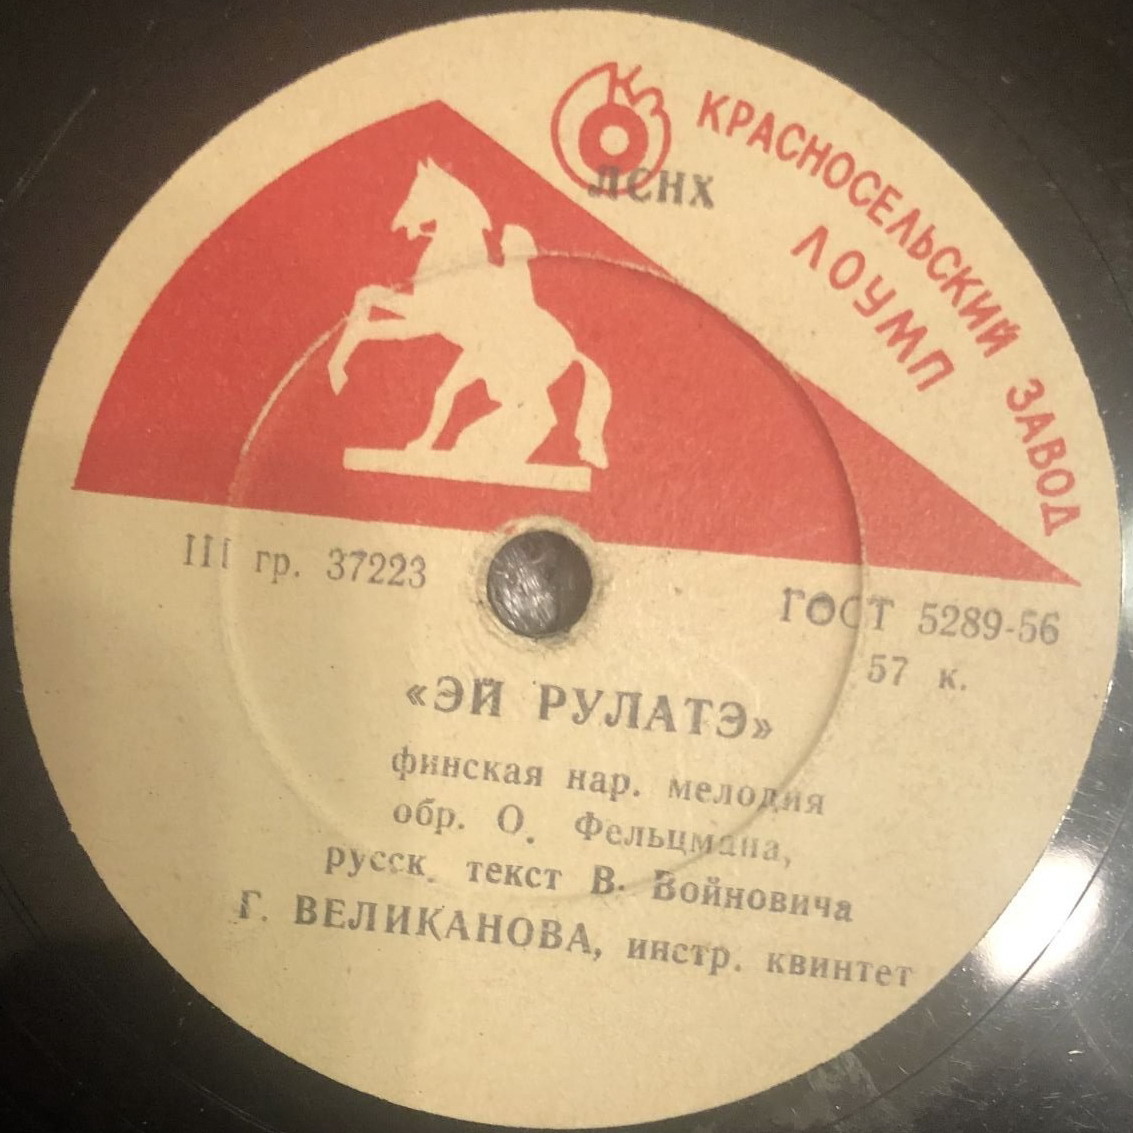 КЗ
КРАСНОСЕЛЬСКИЙ ЗАВОД
ЛСНХ
ЛОУМП
III гр. 37223
ГОСТ 5289-56
57 к.
«ЭЙ РУЛАТЭ»
финская нар. мелодия
обр. О. Фельцмана,
русск. текст В. Войновича
Г. ВЕЛИКАНОВА, инстр. квинтет